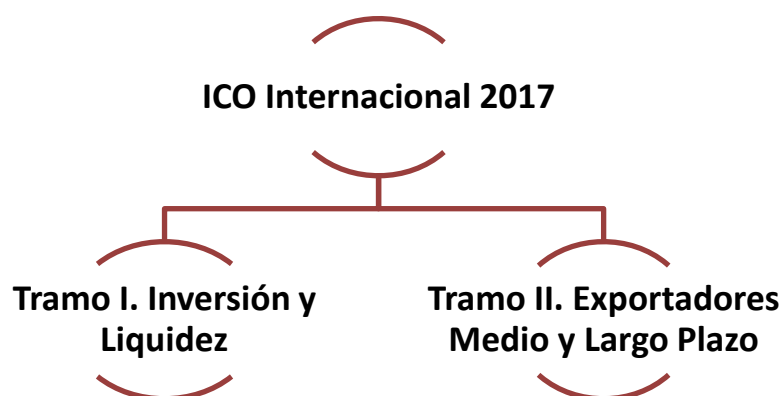 ICO Internacional 2017
Tramo I. Inversión y
Liquidez
Tramo II. Exportadores
Medio y Largo Plazo